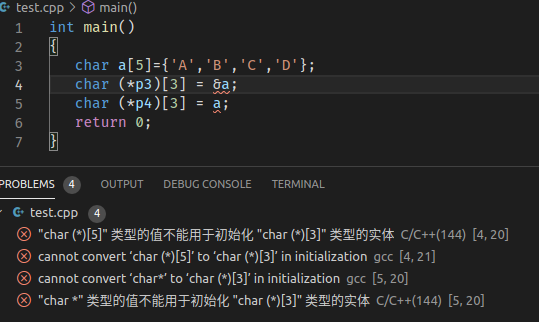 test.cpp > main()
1 int main()
2 {
3 char a[5]={'A','B','C','D'};
4 char (*p3)[3] = &a;
5 char (*p4)[3] = a;
6 return 0;
7 }
PROBLEMS 4 OUTPUT DEBUG CONSOLE TERMINAL
test.cpp 4
"char (*)[5]" 类型的值不能用于初始化 "char (*)[3]" 类型的实体 C/C++(144) [4, 20]
cannot convert ‘char (*)[5]’ to ‘char (*)[3]’ in initialization gcc [4, 21]
cannot convert ‘char*’ to ‘char (*)[3]’ in initialization gcc [5, 20]
"char *" 类型的值不能用于初始化 "char (*)[3]" 类型的实体 C/C++(144) [5, 20]